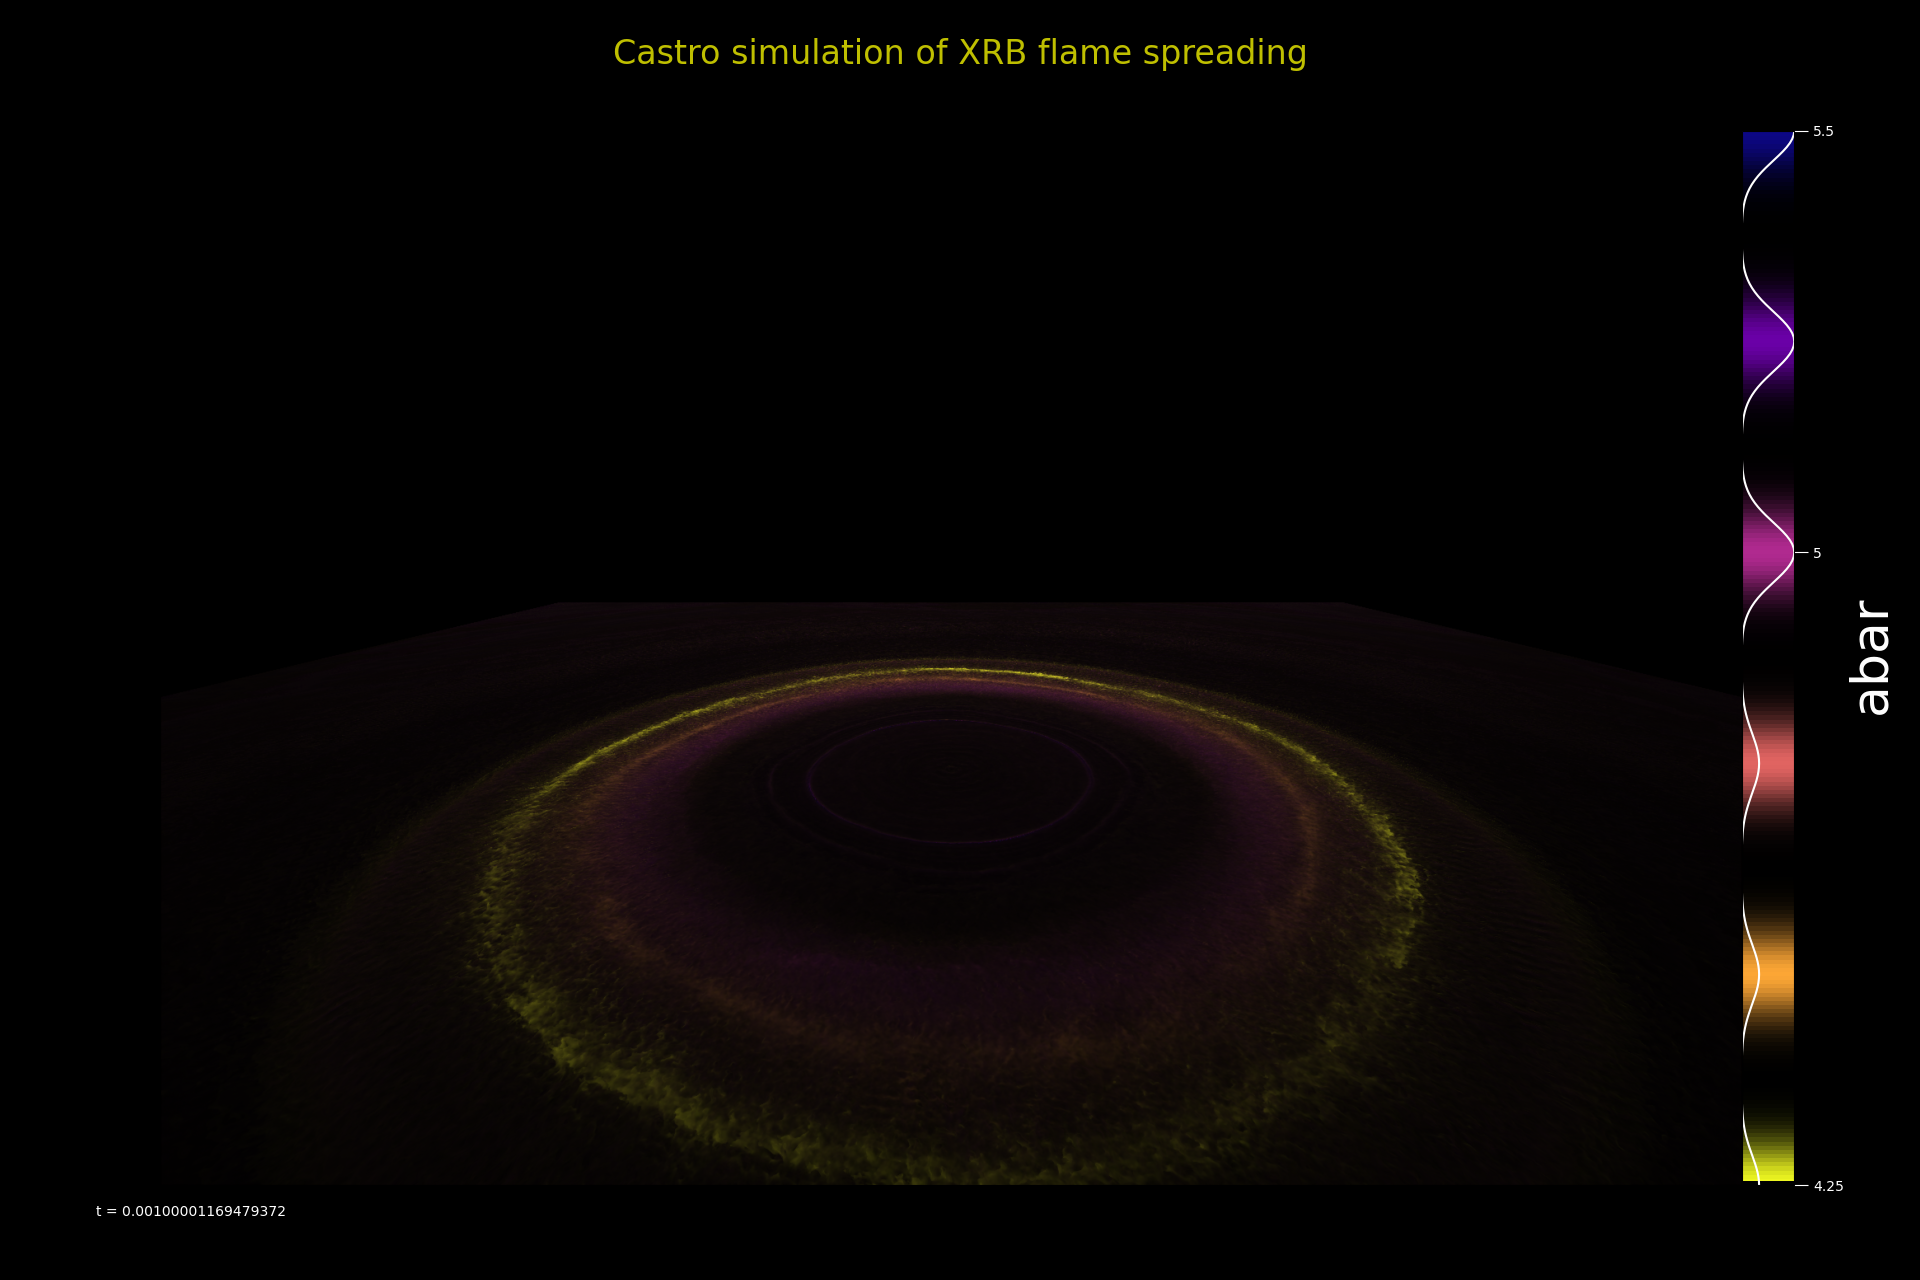 Castro simulation of XRB flame spreading
5.5
5
abar
4.25
t = 0.00100001169479372